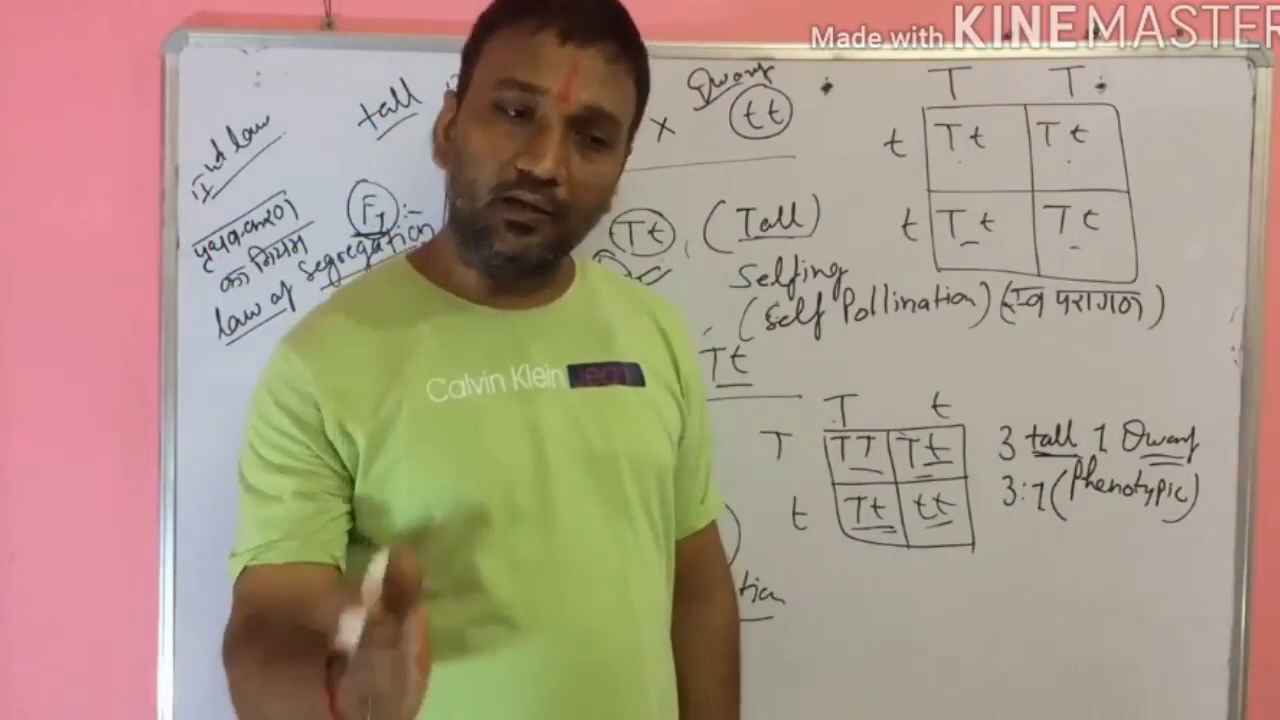 Made with KINEMASTER
IInd law
पृथक्करण
का नियम
law of segregation
tall
Dwarf
x tt
F1 :-
Tt, (Tall)
Selfing
(Self Pollination) (स्व परागण)
Tt
T T
t Tt Tt
t Tt Tt
T t
T TT Tt
t Tt tt
3 tall 1 Dwarf
3:1 (Phenotypic)
Calvin Klein Jeans